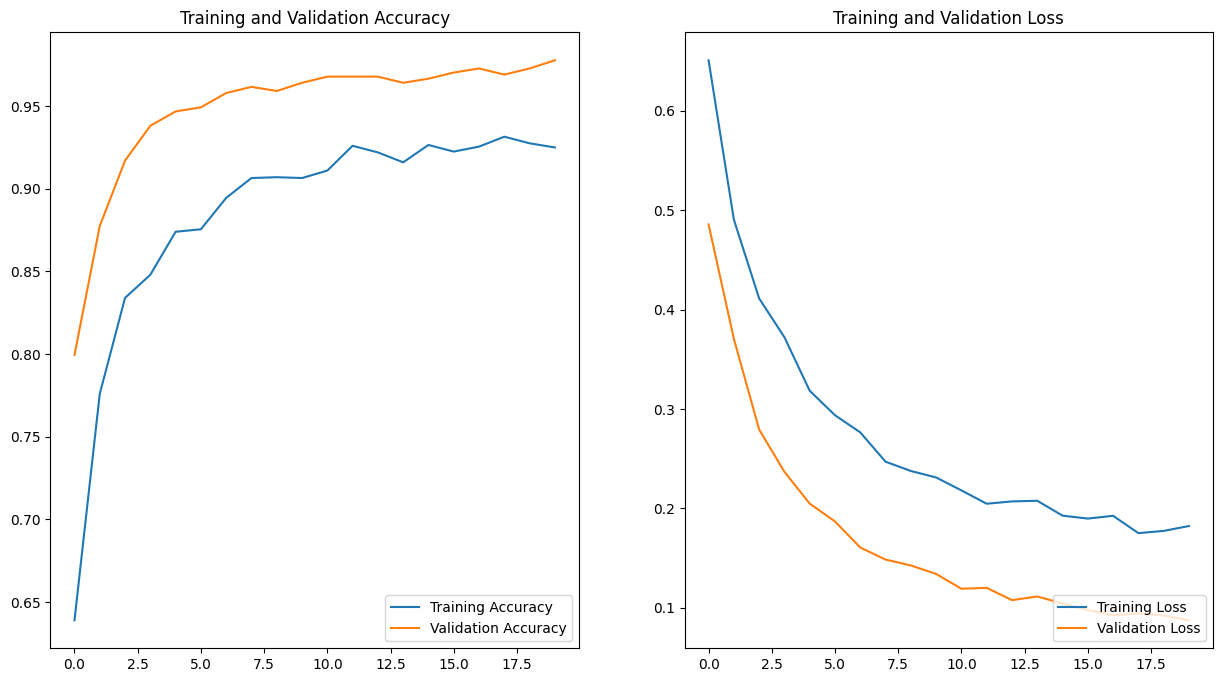 Training and Validation Accuracy
0.95
0.90
0.85
0.80
0.75
0.70
0.65
0.0 2.5 5.0 7.5 10.0 12.5 15.0 17.5
Training Accuracy
Validation Accuracy
Training and Validation Loss
0.6
0.5
0.4
0.3
0.2
0.1
0.0 2.5 5.0 7.5 10.0 12.5 15.0 17.5
Training Loss
Validation Loss